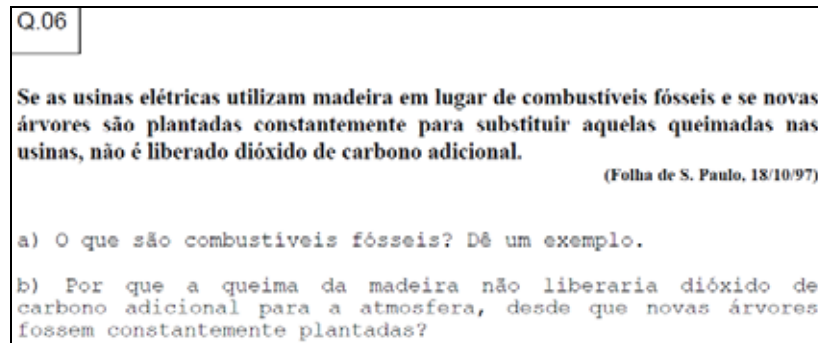 Q.06
Se as usinas elétricas utilizam madeira em lugar de combustíveis fósseis e se novas
árvores são plantadas constantemente para substituir aquelas queimadas nas
usinas, não é liberado dióxido de carbono adicional.
(Folha de S. Paulo, 18/10/97)
a) O que são combustíveis fósseis? Dê um exemplo.
b) Por que a queima da madeira não liberaria dióxido de
carbono adicional para a atmosfera, desde que novas árvores
fossem constantemente plantadas?